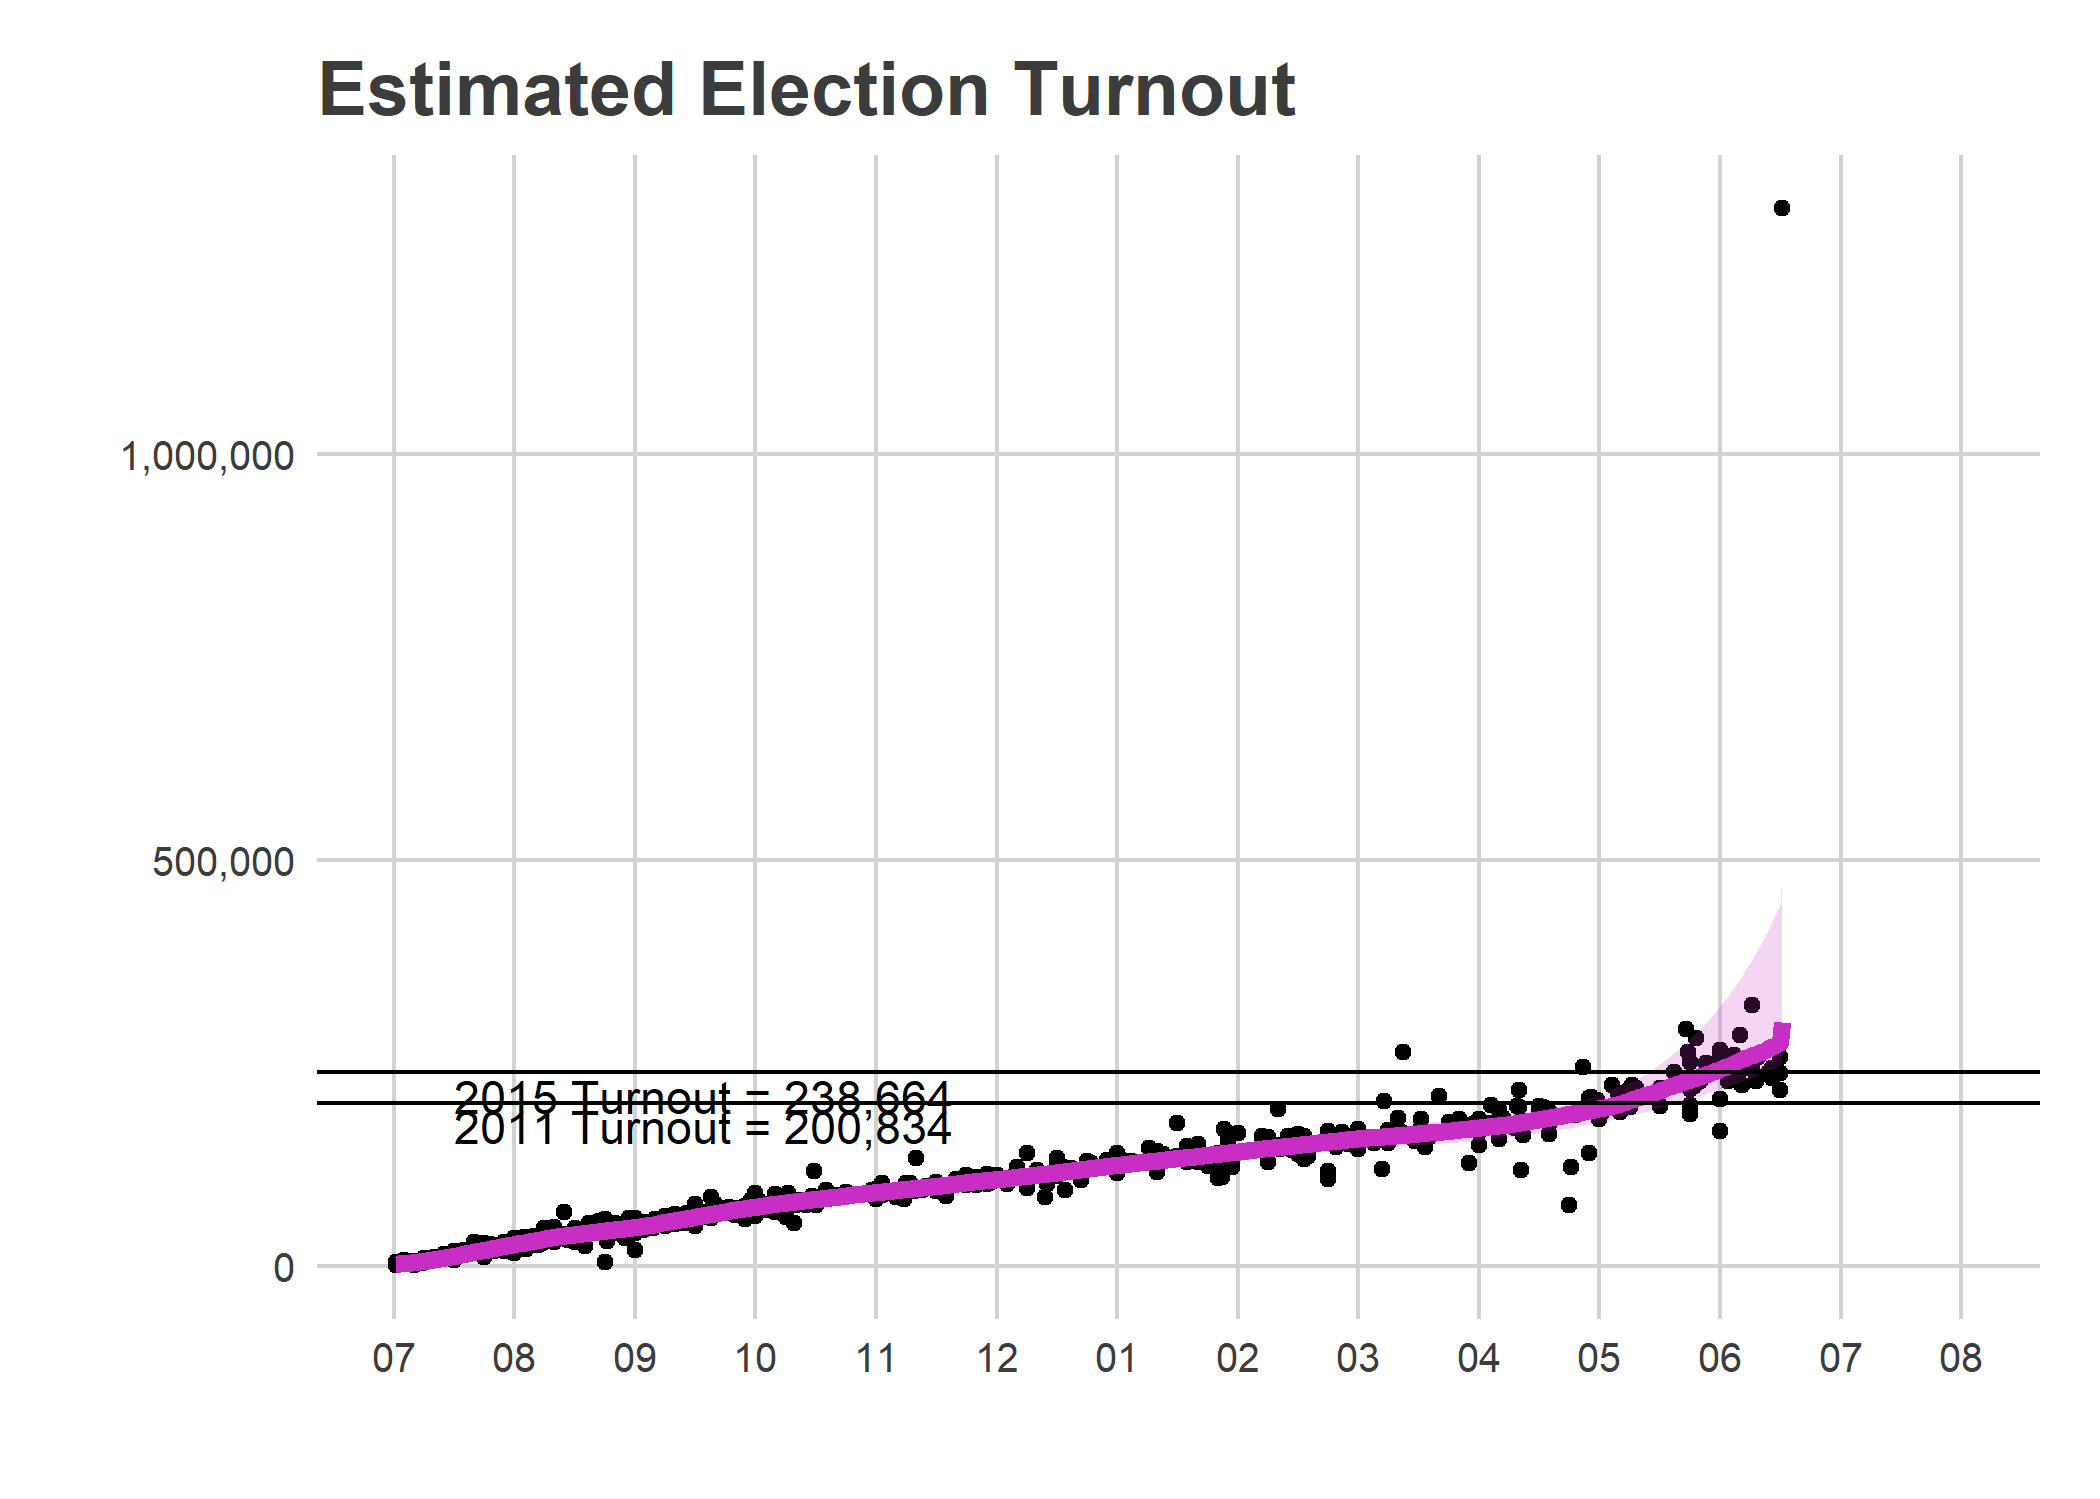 Estimated Election Turnout
1,000,000
500,000
2015 Turnout = 238,664
2011 Turnout = 200,834
0
07 08 09 10 11 12 01 02 03 04 05 06 07 08